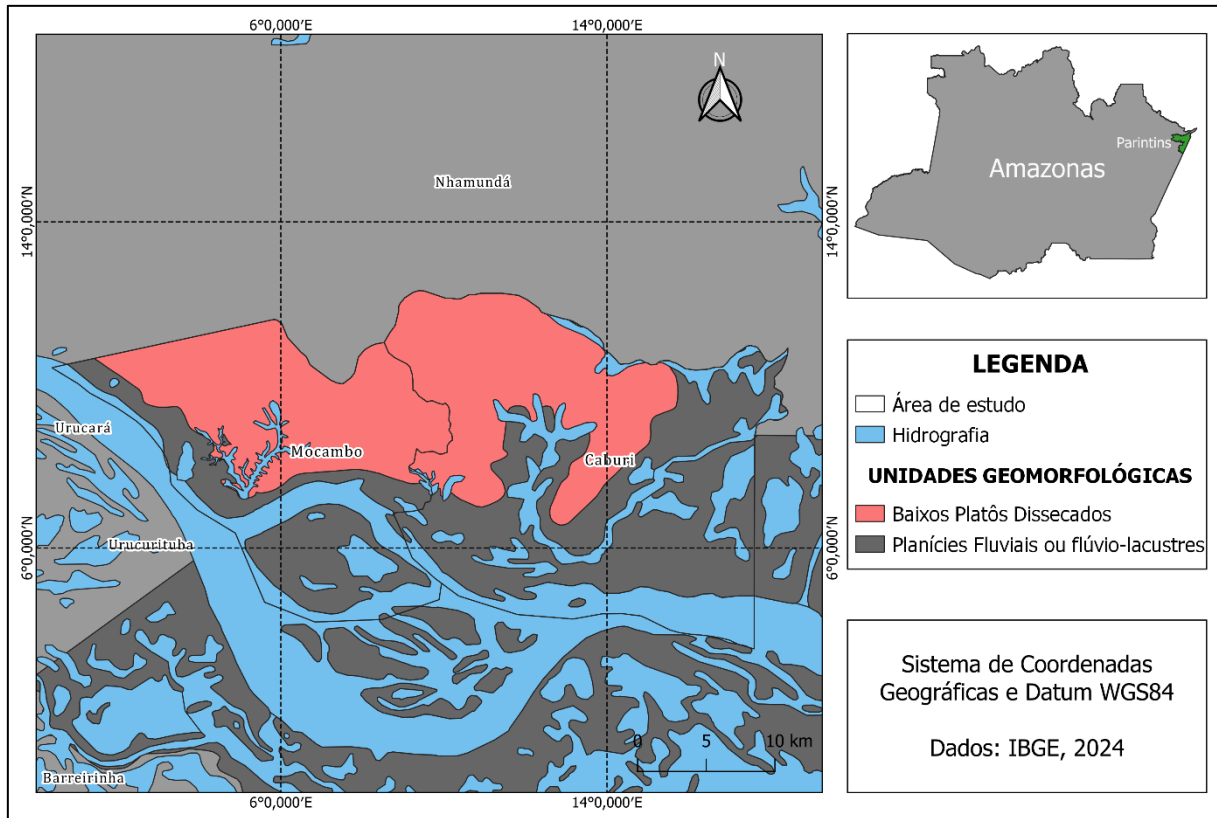 6°0,000'E
14°0,000'E
N
Nhamundá
14°0,000'N
14°0,000'N
Urucará
Mocambo
Caburi
6°0,000'N
6°0,000'N
Urucurituba
0 5 10 km
Barreirinha
6°0,000'E
14°0,000'E
Parintins
Amazonas
LEGENDA
Área de estudo
Hidrografia
UNIDADES GEOMORFOLÓGICAS
Baixos Platôs Dissecados
Planícies Fluviais ou flúvio-lacustres
Sistema de Coordenadas
Geográficas e Datum WGS84
Dados: IBGE, 2024